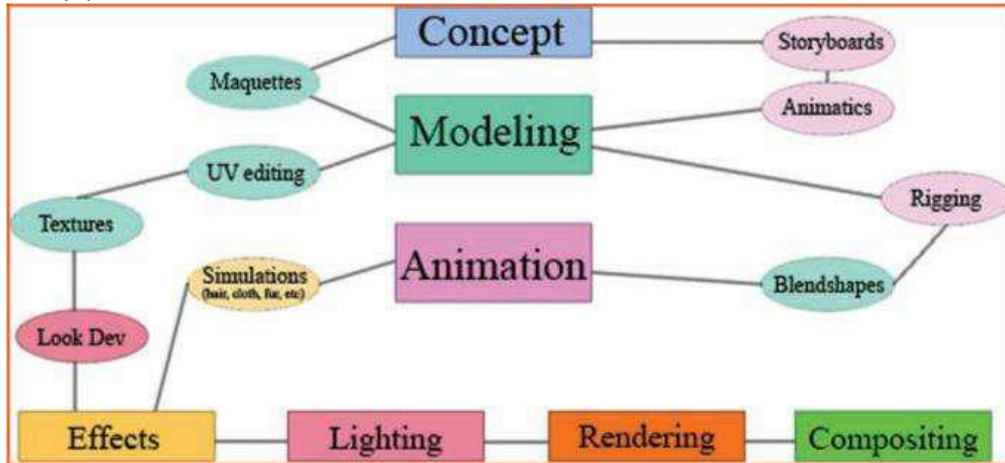 Concept
Storyboards
Maquettes
Animatics
Modeling
UV editing
Rigging
Textures
Animation
Simulations
(hair, cloth, fur, etc)
Blendshapes
Look Dev
Effects
Lighting
Rendering
Compositing